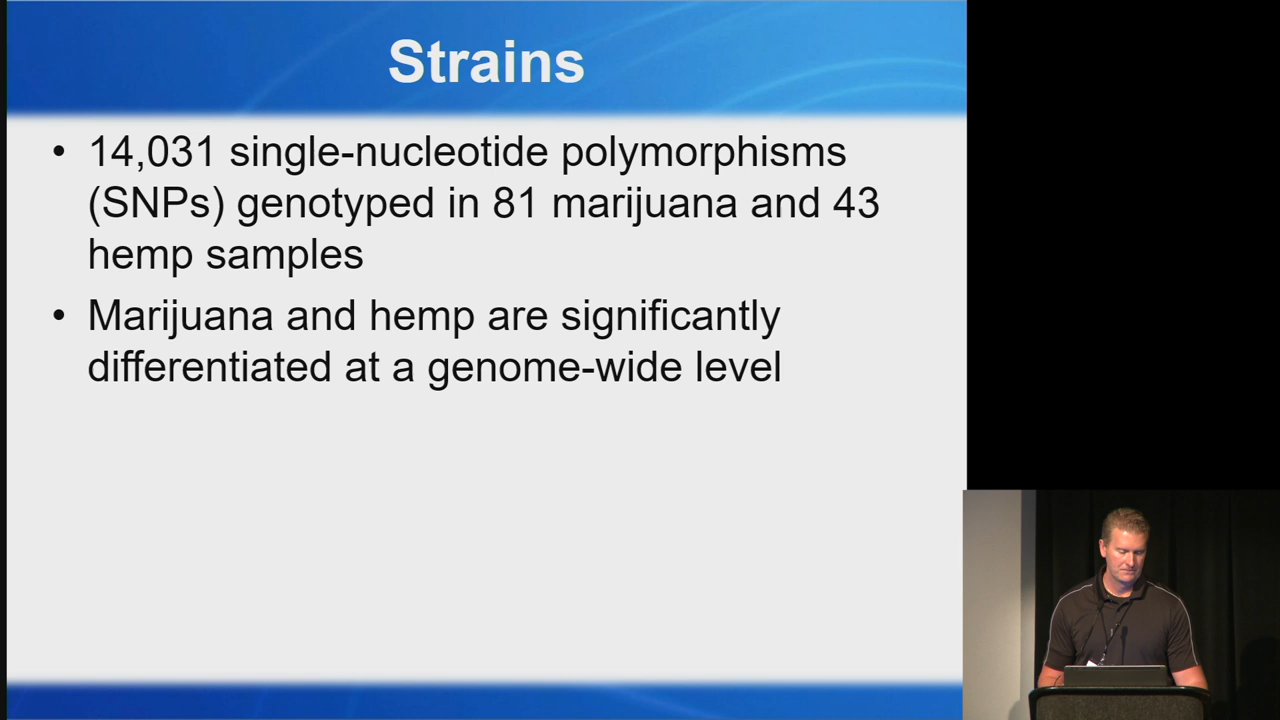 Strains
• 14,031 single-nucleotide polymorphisms
(SNPs) genotyped in 81 marijuana and 43
hemp samples
• Marijuana and hemp are significantly
differentiated at a genome-wide level